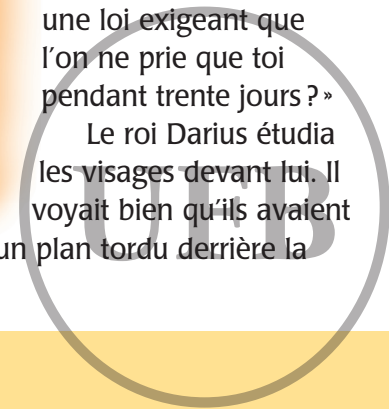 une loi exigeant que
l'on ne prie que toi
pendant trente jours ? »
Le roi Darius étudia
les visages devant lui. Il
voyait bien qu'ils avaient
un plan tordu derrière la
UEB